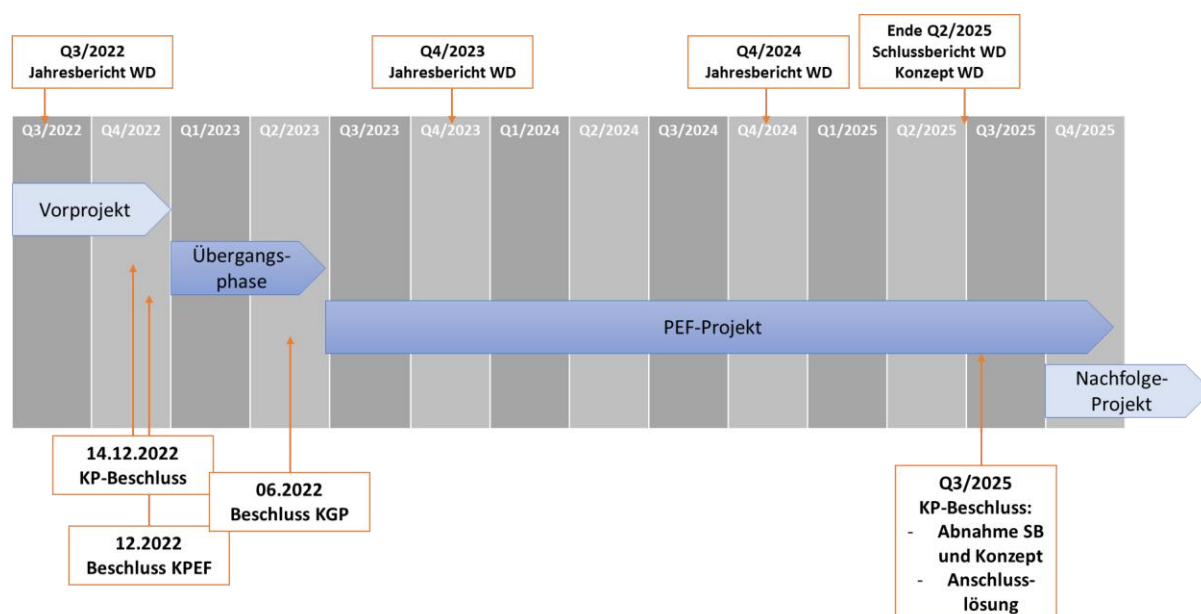 Q3/2022
Jahresbericht WD
Q4/2023
Jahresbericht WD
Q4/2024
Jahresbericht WD
Ende Q2/2025
Schlussbericht WD
Konzept WD
Q3/2022 Q4/2022 Q1/2023 Q2/2023 Q3/2023 Q4/2023 Q1/2024 Q2/2024 Q3/2024 Q4/2024 Q1/2025 Q2/2025 Q3/2025 Q4/2025
Vorprojekt
Übergangs-
phase
PEF-Projekt
Nachfolge-
Projekt
14.12.2022
KP-Beschluss
12.2022
Beschluss KPEF
06.2022
Beschluss KGP
Q3/2025
KP-Beschluss:
- Abnahme SB
und Konzept
- Anschluss-
lösung